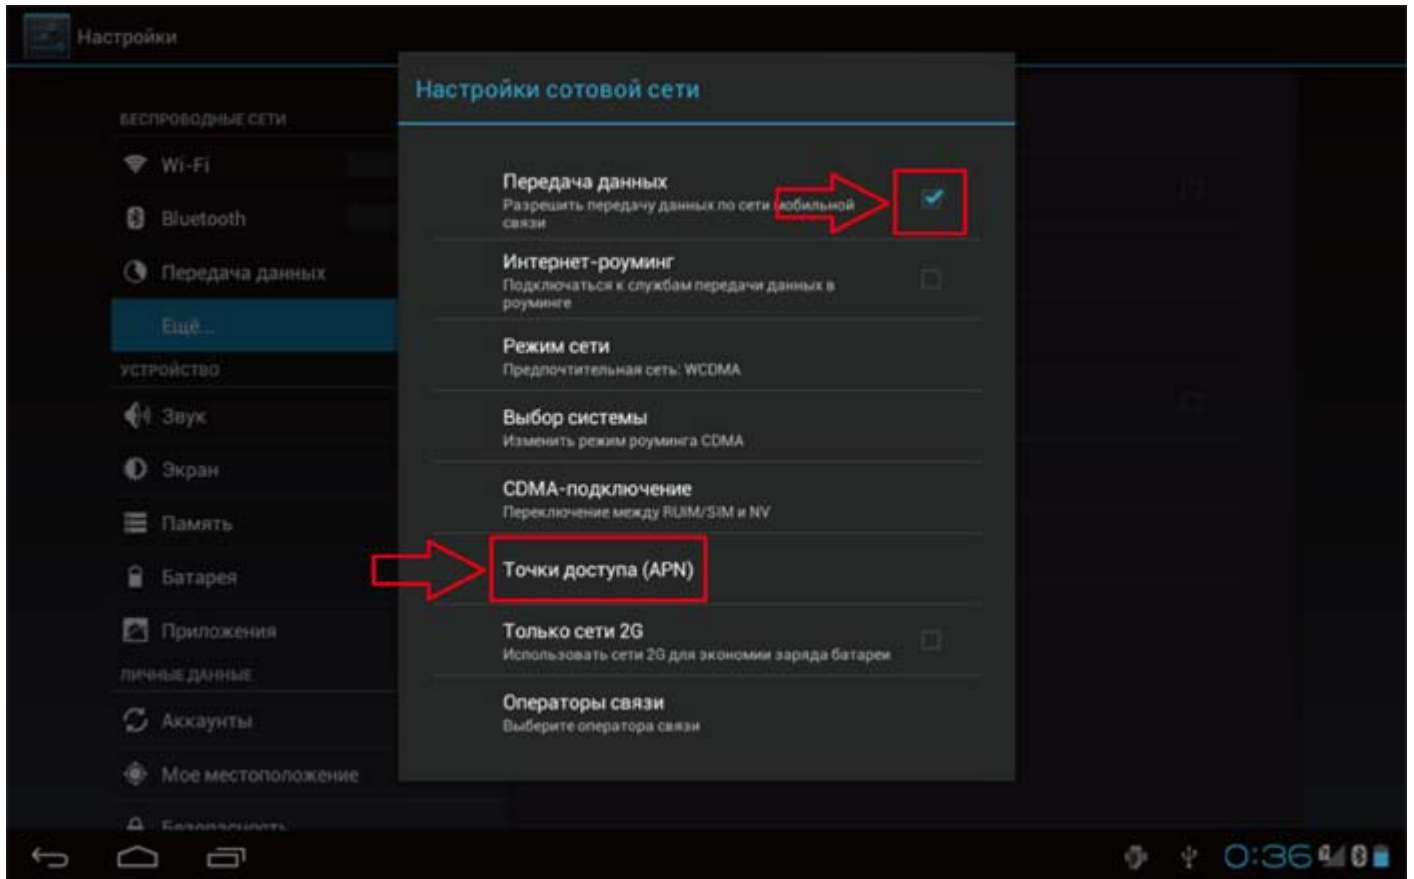 Настройки
Настройки сотовой сети
БЕСПРОВОДНЫЕ СЕТИ
Wi-Fi
Bluetooth
Передача данных
Ещё...
УСТРОЙСТВО
Звук
Экран
Память
Батарея
Приложения
ЛИЧНЫЕ ДАННЫЕ
Аккаунты
Мое местоположение
Безопасность
Передача данных
Разрешить передачу данных по сети мобильной
связи
Интернет-роуминг
Подключаться к службам передачи данных в
роуминге
Режим сети
Предпочтительная сеть: WCDMA
Выбор системы
Изменить режим роуминга CDMA
CDMA-подключение
Переключение между RUIM/SIM и NV
Точки доступа (APN)
Только сети 2G
Использовать сети 2G для экономии заряда батареи
Операторы связи
Выберите оператора связи
0:36